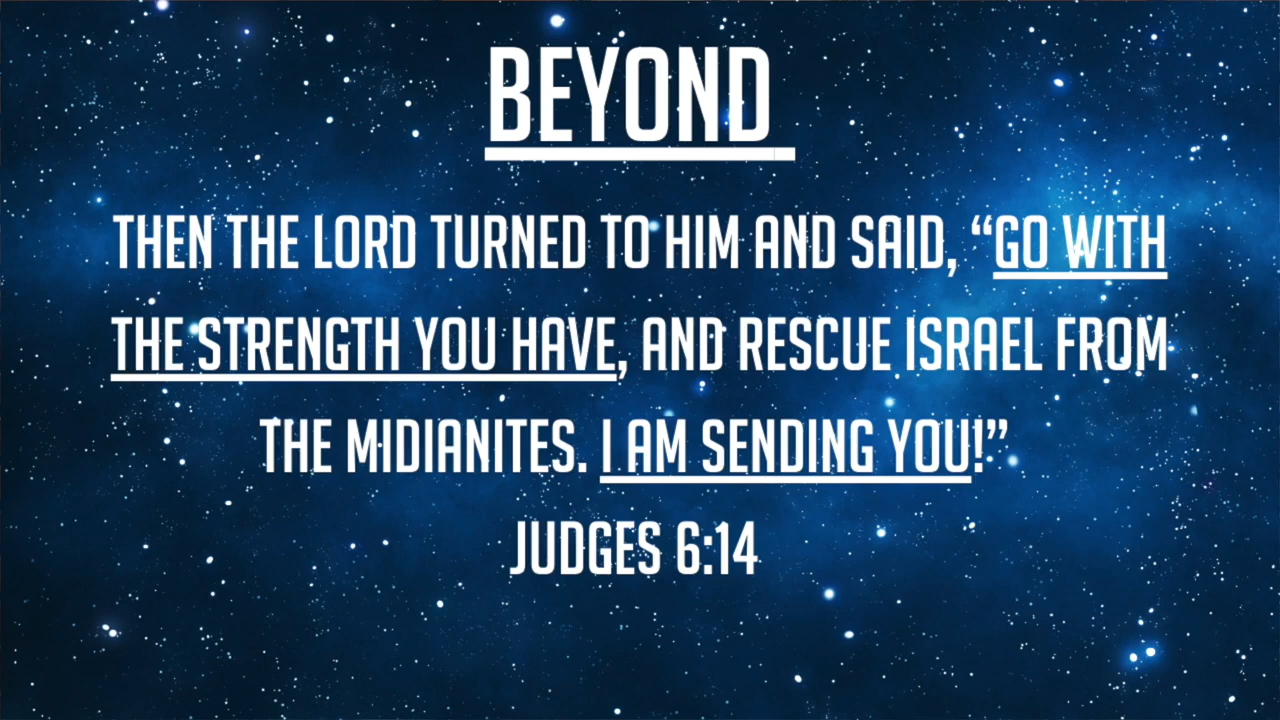 BEYOND
THEN THE LORD TURNED TO HIM AND SAID, “GO WITH
THE STRENGTH YOU HAVE, AND RESCUE ISRAEL FROM
THE MIDIANITES. I AM SENDING YOU!”
JUDGES 6:14